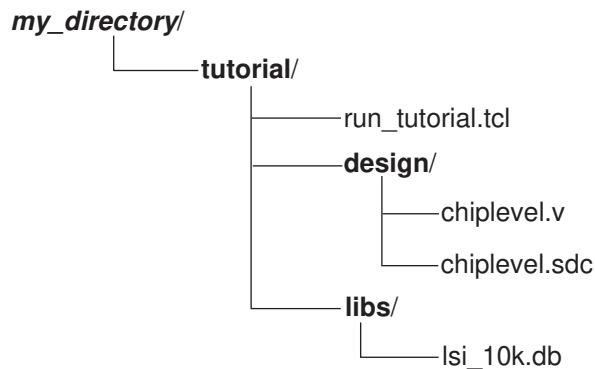 my_directory/
tutorial/
run_tutorial.tcl
design/
chiplevel.v
chiplevel.sdc
libs/
lsi_10k.db